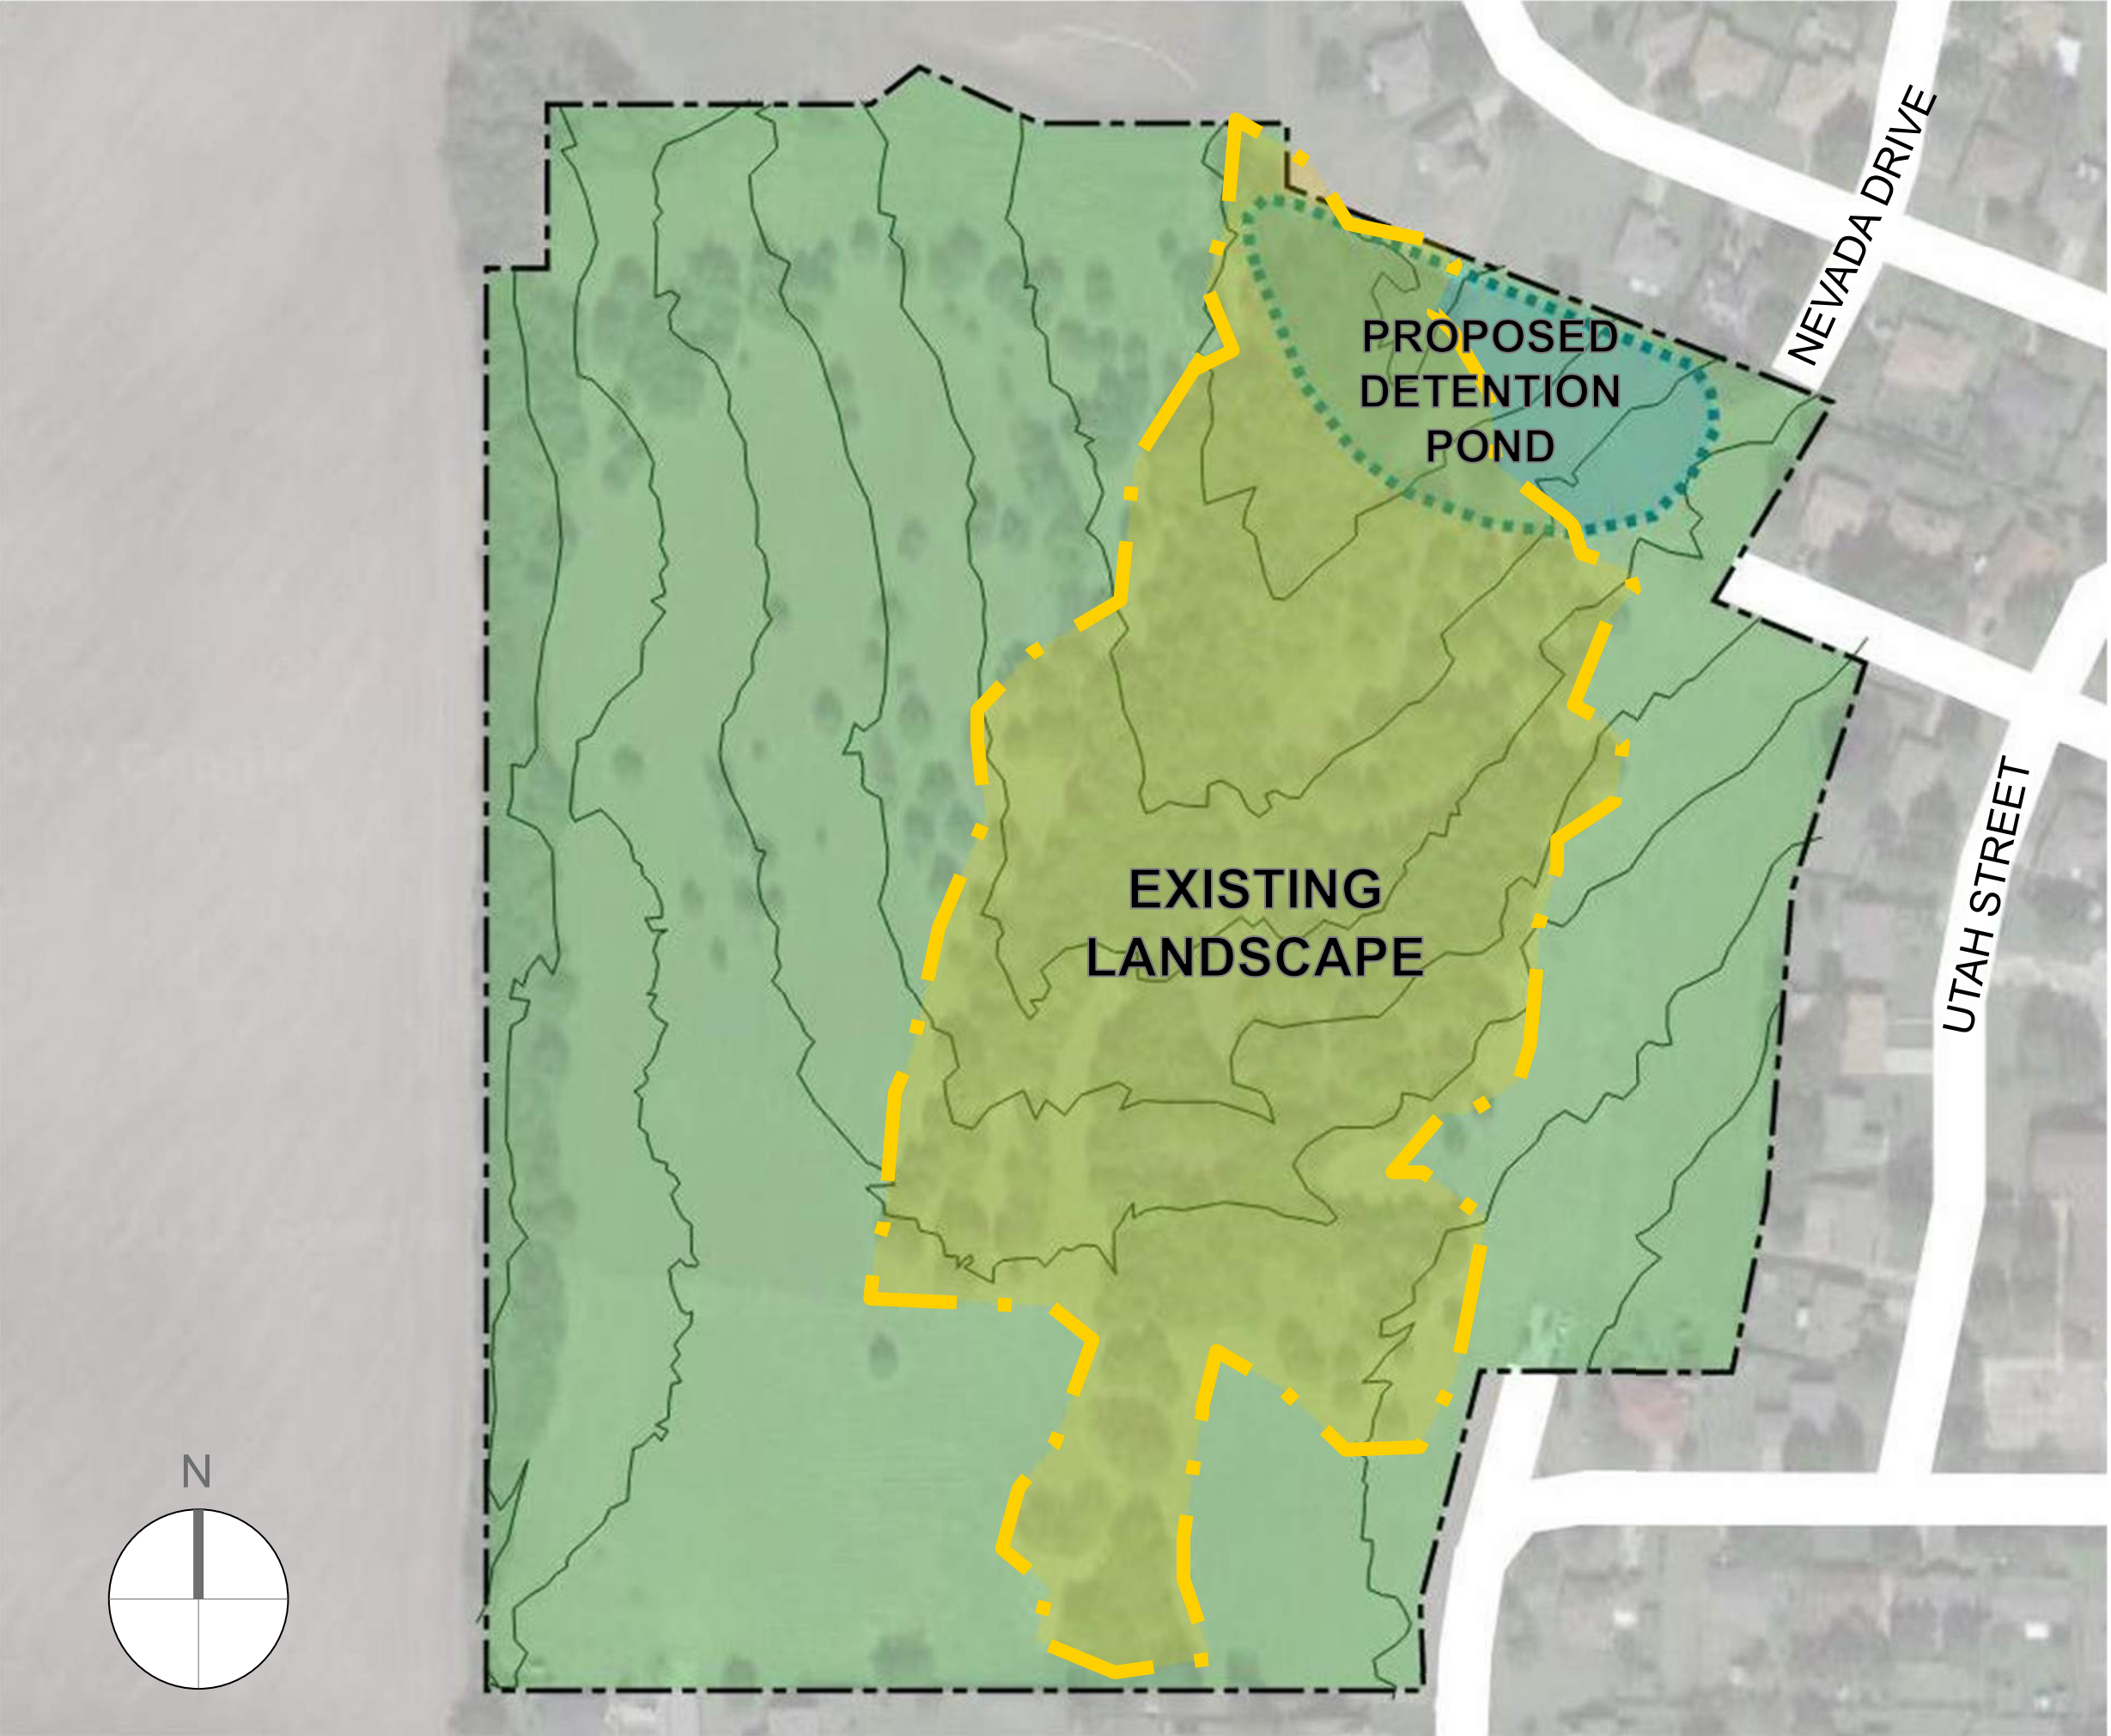 NEVADA DRIVE
PROPOSED
DETENTION
POND
EXISTING
LANDSCAPE
UTAH STREET
N